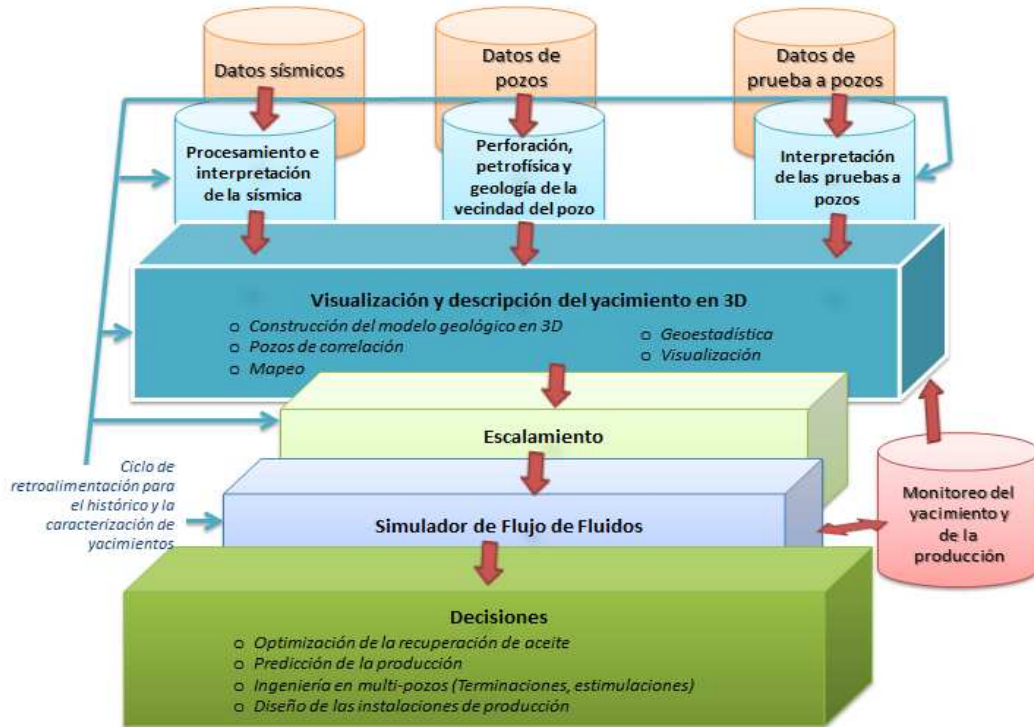 Datos sísmicos
Datos de
pozos
Datos de
prueba a pozos
Procesamiento e
interpretación
de la sísmica
Perforación,
petrofísica y
geología de la
vecindad del pozo
Interpretación
de las pruebas a
pozos
Visualización y descripción del yacimiento en 3D
o Construcción del modelo geológico en 3D
o Pozos de correlación
o Mapeo
o Geoestadística
o Visualización
Escalamiento
Ciclo de
retroalimentación para
el histórico y la
caracterización de
yacimientos
Simulador de Flujo de Fluidos
Monitoreo del
yacimiento y
de la
producción
Decisiones
o Optimización de la recuperación de aceite
o Predicción de la producción
o Ingeniería en multi-pozos (Terminaciones, estimulaciones)
o Diseño de las instalaciones de producción